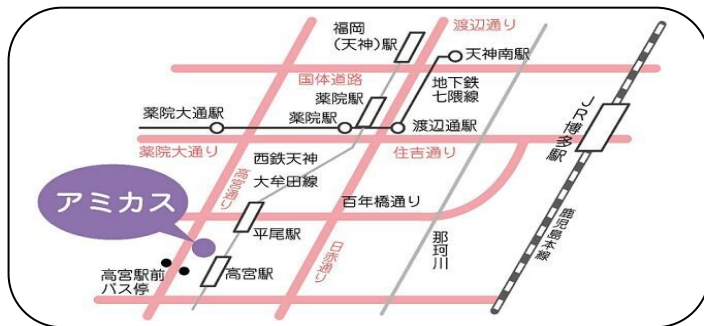 福岡
(天神)駅
渡辺通り
天神南駅
国体道路
地下鉄
七隈線
薬院駅
薬院大通駅
薬院駅
渡辺通駅
JR博多駅
薬院大通り
西鉄天神
大牟田線
住吉通り
高宮通り
アミカス
百年橋通り
平尾駅
日赤通り
那珂川
鹿児島本線
高宮駅前
バス停
高宮駅